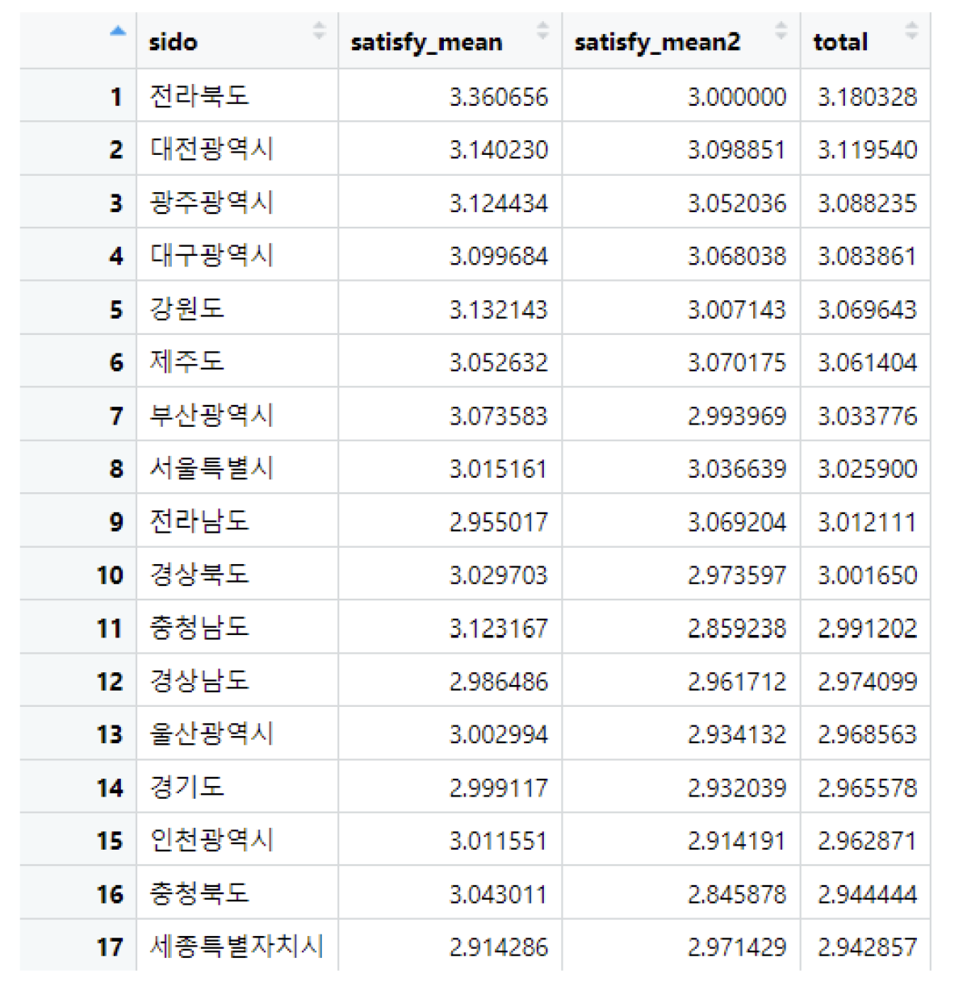 sido satisfy_mean satisfy_mean2 total
1 전라북도 3.360656 3.000000 3.180328
2 대전광역시 3.140230 3.098851 3.119540
3 광주광역시 3.124434 3.052036 3.088235
4 대구광역시 3.099684 3.068038 3.083861
5 강원도 3.132143 3.007143 3.069643
6 제주도 3.052632 3.070175 3.061404
7 부산광역시 3.073583 2.993969 3.033776
8 서울특별시 3.015161 3.036639 3.025900
9 전라남도 2.955017 3.069204 3.012111
10 경상북도 3.029703 2.973597 3.001650
11 충청남도 3.123167 2.859238 2.991202
12 경상남도 2.986486 2.961712 2.974099
13 울산광역시 3.002994 2.934132 2.968563
14 경기도 2.999117 2.932039 2.965578
15 인천광역시 3.011551 2.914191 2.962871
16 충청북도 3.043011 2.845878 2.944444
17 세종특별자치시 2.914286 2.971429 2.942857